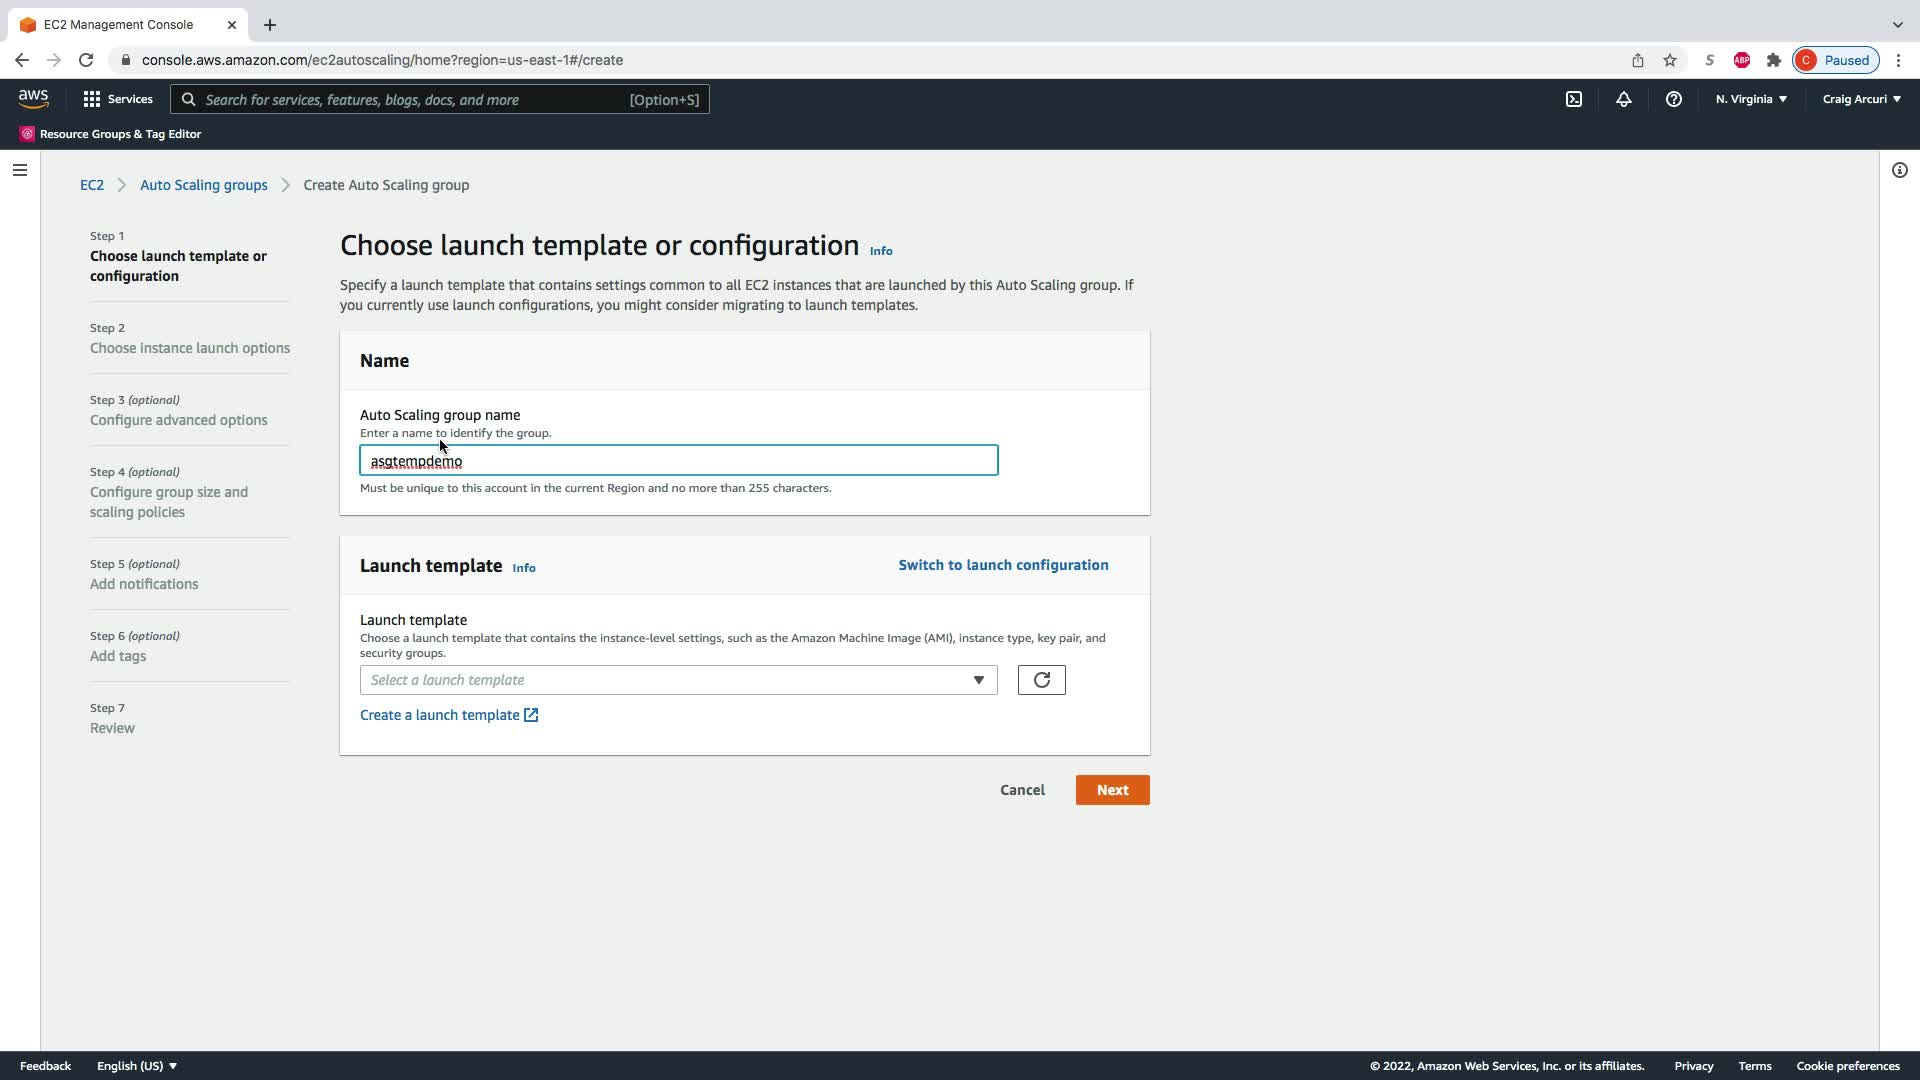 EC2 Management Console
console.aws.amazon.com/ec2autoscaling/home?region=us-east-1#/create
S
ABP
C Paused
aws
Services
Search for services, features, blogs, docs, and more [Option+S]
N. Virginia
Craig Arcuri
Resource Groups & Tag Editor
EC2
Auto Scaling groups
Create Auto Scaling group
Step 1
Choose launch template or
configuration
Step 2
Choose instance launch options
Step 3 (optional)
Configure advanced options
Step 4 (optional)
Configure group size and
scaling policies
Step 5 (optional)
Add notifications
Step 6 (optional)
Add tags
Step 7
Review
Choose launch template or configuration Info
Specify a launch template that contains settings common to all EC2 instances that are launched by this Auto Scaling group. If
you currently use launch configurations, you might consider migrating to launch templates.
Name
Auto Scaling group name
Enter a name to identify the group.
asgtempdemo
Must be unique to this account in the current Region and no more than 255 characters.
Launch template Info
Switch to launch configuration
Launch template
Choose a launch template that contains the instance-level settings, such as the Amazon Machine Image (AMI), instance type, key pair, and
security groups.
Select a launch template
Create a launch template
Cancel
Next
Feedback
English (US)
© 2022, Amazon Web Services, Inc. or its affiliates.
Privacy
Terms
Cookie preferences